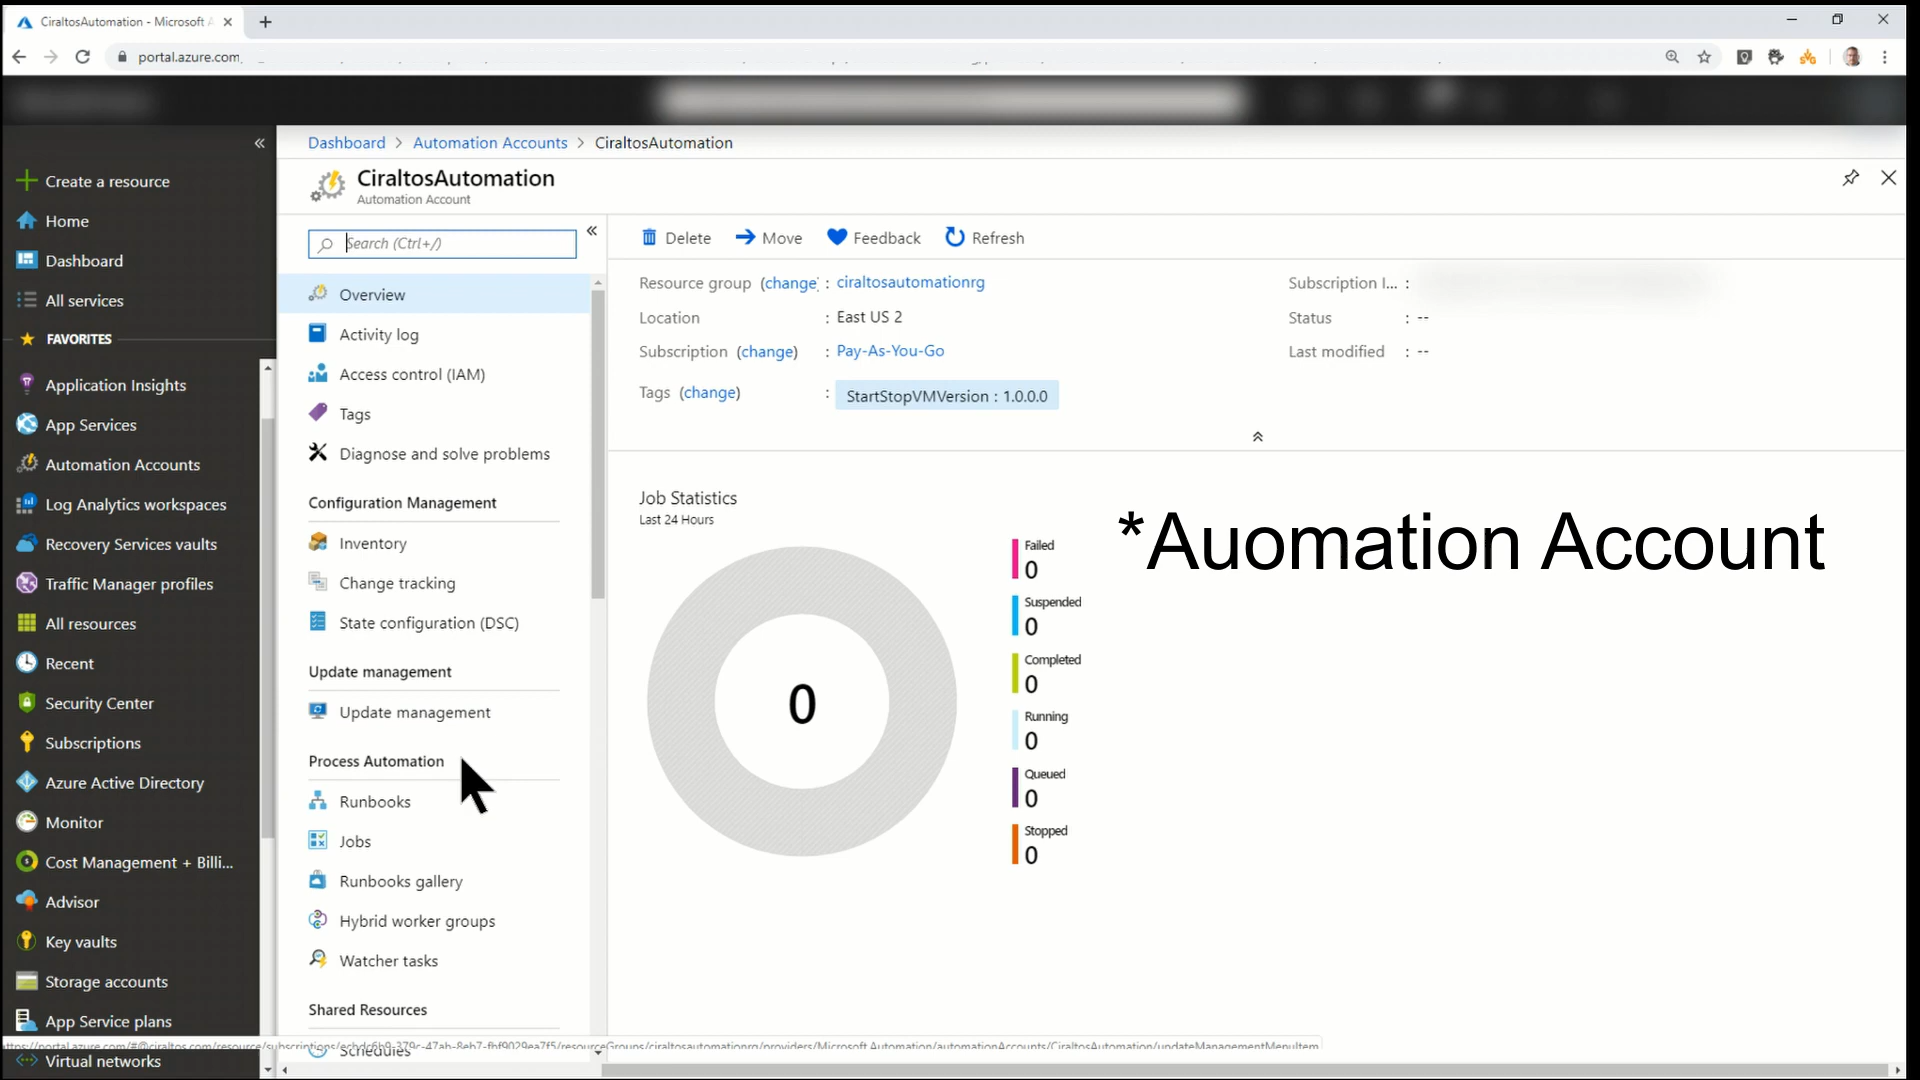 CiraltosAutomation - Microsoft A
portal.azure.com
Dashboard > Automation Accounts > CiraltosAutomation
CiraltosAutomation
Automation Account
Create a resource
Home
Dashboard
All services
FAVORITES
Application Insights
App Services
Automation Accounts
Log Analytics workspaces
Recovery Services vaults
Traffic Manager profiles
All resources
Recent
Security Center
Subscriptions
Azure Active Directory
Monitor
Cost Management + Billi...
Advisor
Key vaults
Storage accounts
App Service plans
Virtual networks
Search (Ctrl+/)
Overview
Activity log
Access control (IAM)
Tags
Diagnose and solve problems
Configuration Management
Inventory
Change tracking
State configuration (DSC)
Update management
Update management
Process Automation
Runbooks
Jobs
Runbooks gallery
Hybrid worker groups
Watcher tasks
Shared Resources
Schedules
Delete Move Feedback Refresh
Resource group (change) : ciraltosautomationrg
Location : East US 2
Subscription (change) : Pay-As-You-Go
Tags (change) : StartStopVMVersion : 1.0.0.0
Subscription I... :
Status : --
Last modified : --
Job Statistics
Last 24 Hours
0
Failed
0
Suspended
0
Completed
0
Running
0
Queued
0
Stopped
0
*Auomation Account